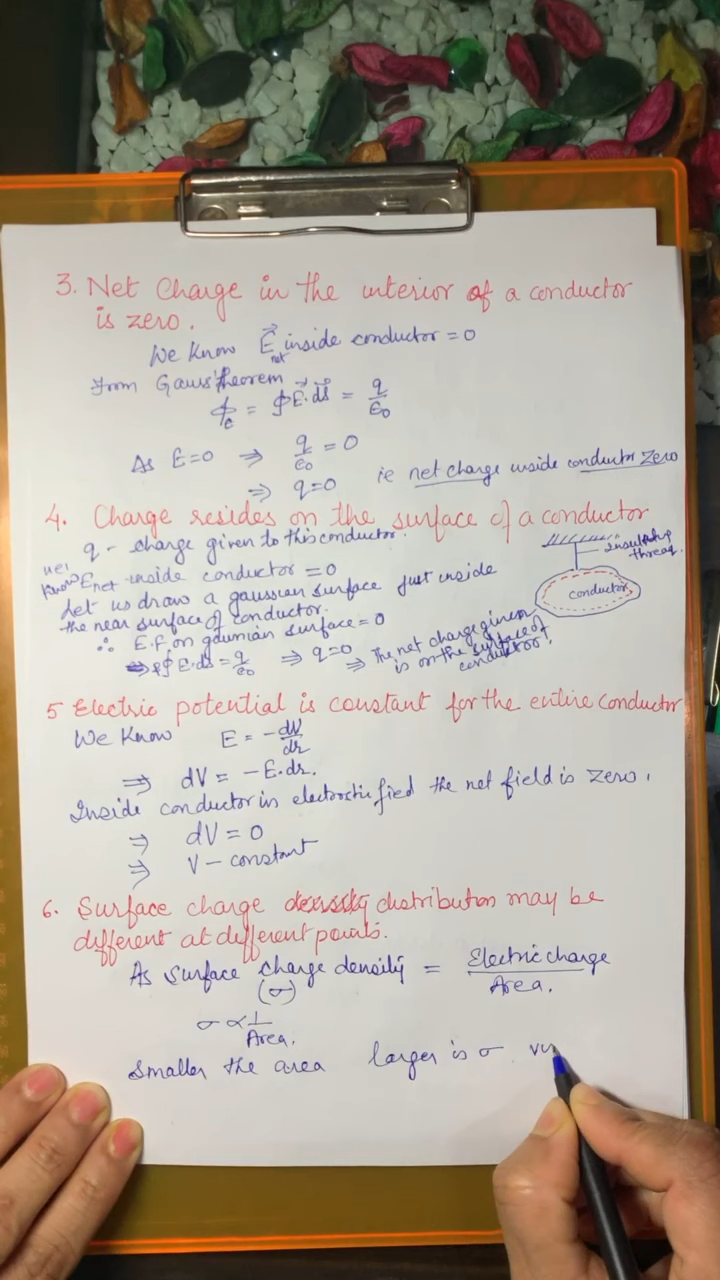 3. Net Charge in the interior of a conductor
is zero.
We Know E⃗net inside conductor = 0
From Gauss theorem
ϕE = ∮E⃗.ds⃗ = q/ε0
As E=0 ⇒ q/ε0 = 0
⇒ q=0 ie net charge inside conductor zero
4. Charge resides on the surface of a conductor
q - charge given to this conductor.
we know Enet inside conductor = 0
Let us draw a gaussian surface just inside
the near surface of conductor.
∴ E.F. on gaussian surface = 0
⇒ ∮E.ds = q/ε0 ⇒ q=0 ⇒ The net charge given
is on the surface of
conductor.
insulating
thread.
conductor
5 Electric potential is constant for the entire conductor
We Know E = -dV/dr
⇒ dV = -E.dr.
Inside conductor in the net field is zero.
⇒ dV = 0
⇒ V - constant
6. Surface charge distribution may be
different at different points.
As Surface charge density = Electric charge/Area.
(σ)
σ ∝ 1/Area.
Smaller the area larger is σ